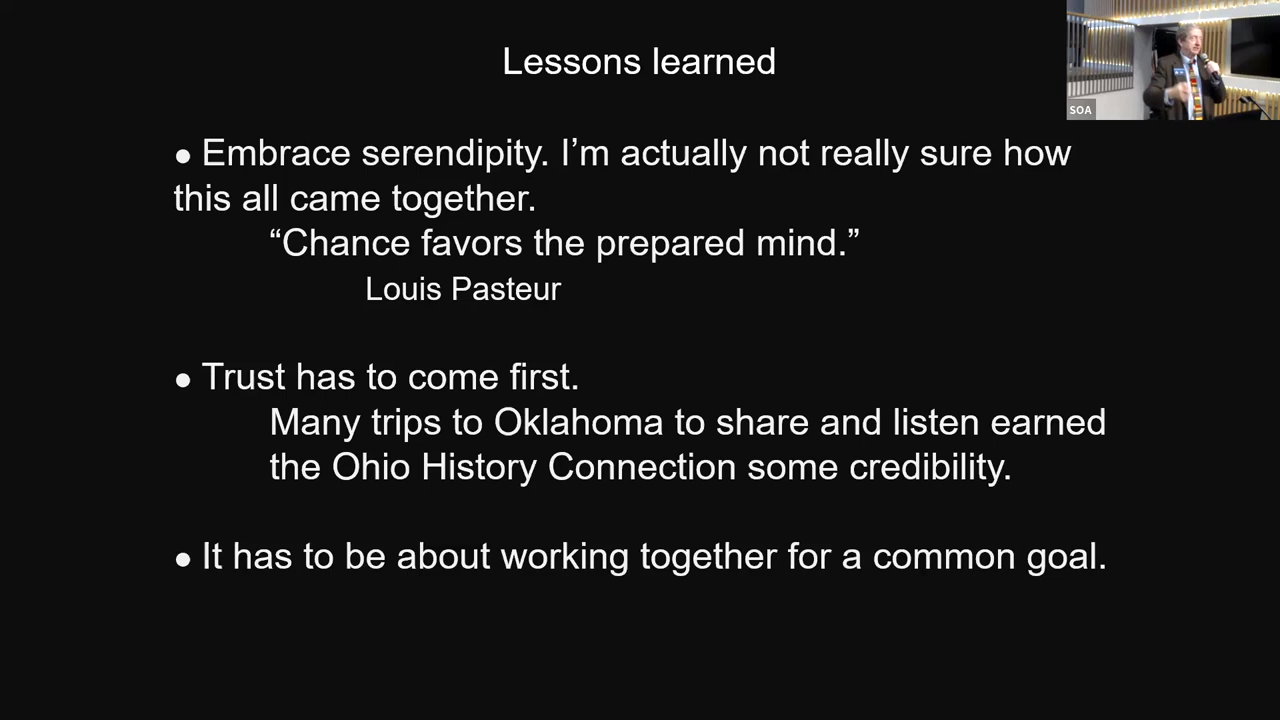 Lessons learned
SOA
● Embrace serendipity. I’m actually not really sure how
this all came together.
“Chance favors the prepared mind.”
Louis Pasteur
● Trust has to come first.
Many trips to Oklahoma to share and listen earned
the Ohio History Connection some credibility.
● It has to be about working together for a common goal.